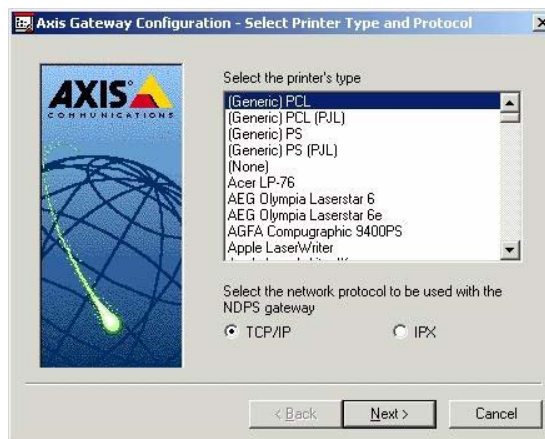 Axis Gateway Configuration - Select Printer Type and Protocol
AXIS
COMMUNICATIONS
Select the printer's type
(Generic) PCL
(Generic) PCL (PJL)
(Generic) PS
(Generic) PS (PJL)
(None)
Acer LP-76
AEG Olympia Laserstar 6
AEG Olympia Laserstar 6e
AGFA Compugraphic 9400PS
Apple LaserWriter
Select the network protocol to be used with the
NDPS gateway
TCP/IP
IPX
< Back
Next >
Cancel